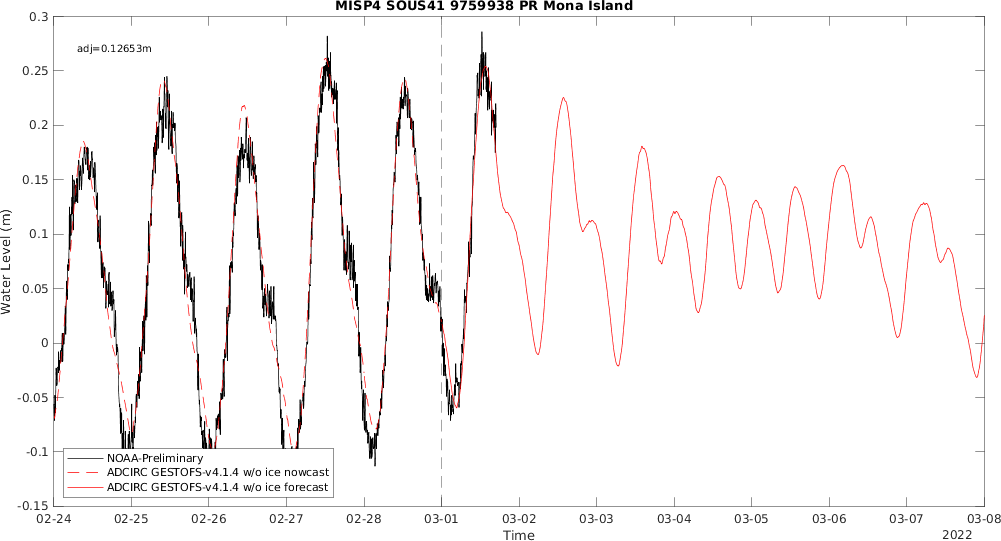 MISP4 SOUS41 9759938 PR Mona Island
adj=0.12653m
0.3
0.25
0.2
0.15
0.1
0.05
0
-0.05
-0.1
-0.15
Water Level (m)
NOAA-Preliminary
ADCIRC GESTOFS-v4.1.4 w/o ice nowcast
ADCIRC GESTOFS-v4.1.4 w/o ice forecast
02-24 02-25 02-26 02-27 02-28 03-01 03-02 03-03 03-04 03-05 03-06 03-07 03-08
Time
2022